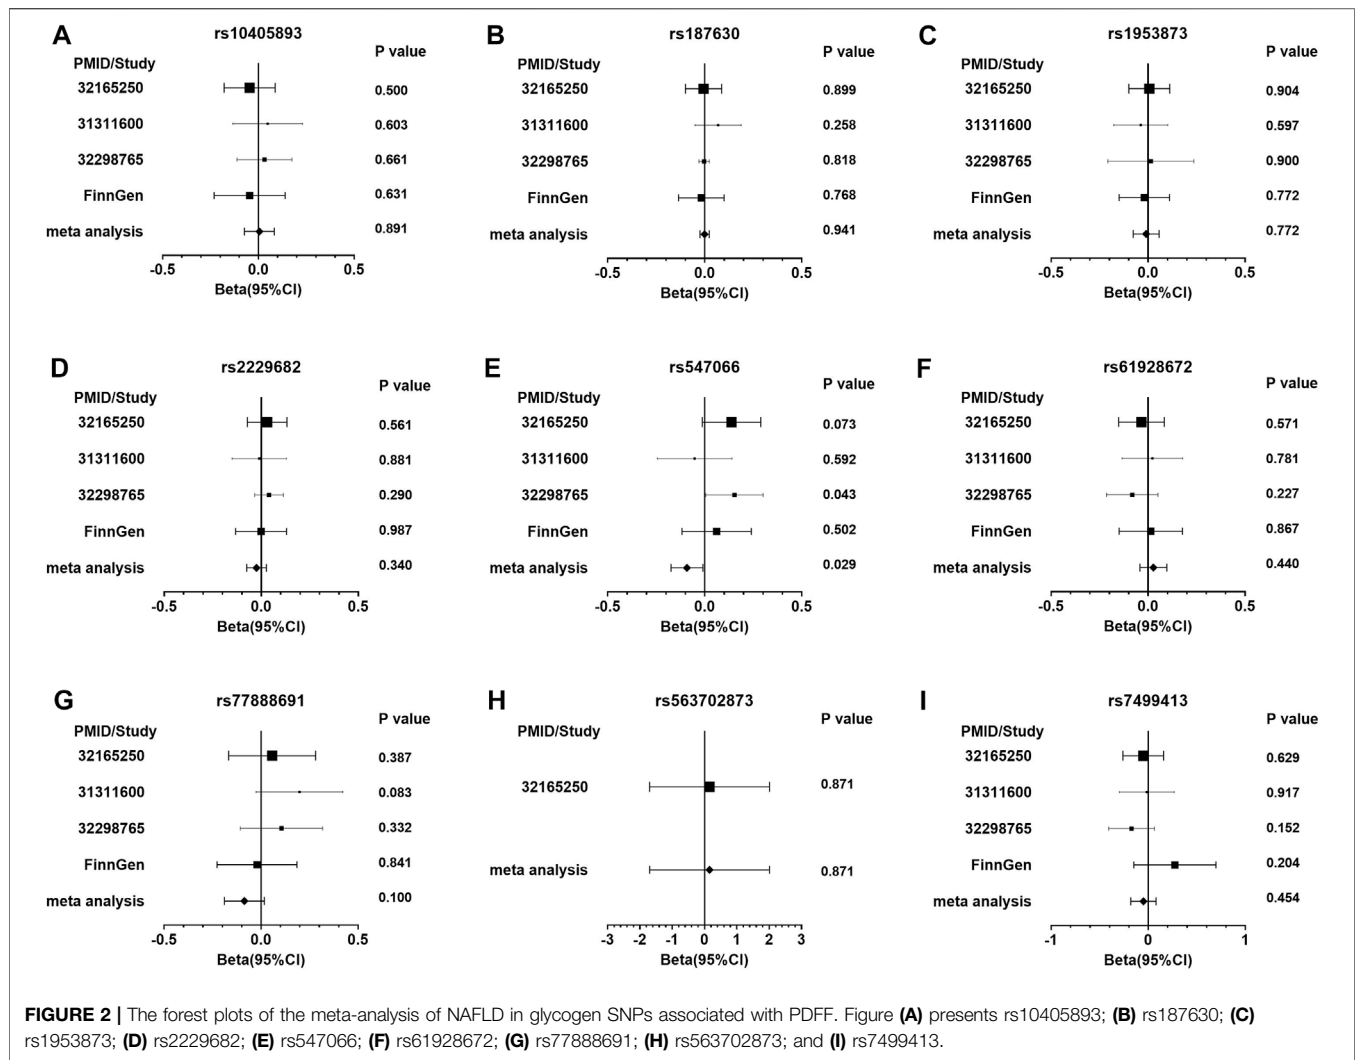 A rs10405893
P value
PMID/Study
32165250 0.500
31311600 0.603
32298765 0.661
FinnGen 0.631
meta analysis 0.891
-0.5 0.0 0.5
Beta(95%CI)
B rs187630
P value
PMID/Study
32165250 0.899
31311600 0.258
32298765 0.818
FinnGen 0.768
meta analysis 0.941
-0.5 0.0 0.5
Beta(95%CI)
C rs1953873
P value
PMID/Study
32165250 0.904
31311600 0.597
32298765 0.900
FinnGen 0.772
meta analysis 0.772
-0.5 0.0 0.5
Beta(95%CI)
D rs2229682
P value
PMID/Study
32165250 0.561
31311600 0.881
32298765 0.290
FinnGen 0.987
meta analysis 0.340
-0.5 0.0 0.5
Beta(95%CI)
E rs547066
P value
PMID/Study
32165250 0.073
31311600 0.592
32298765 0.043
FinnGen 0.502
meta analysis 0.029
-0.5 0.0 0.5
Beta(95%CI)
F rs61928672
P value
PMID/Study
32165250 0.571
31311600 0.781
32298765 0.227
FinnGen 0.867
meta analysis 0.440
-0.5 0.0 0.5
Beta(95%CI)
G rs77888691
P value
PMID/Study
32165250 0.387
31311600 0.083
32298765 0.332
FinnGen 0.841
meta analysis 0.100
-0.5 0.0 0.5
Beta(95%CI)
H rs563702873
P value
PMID/Study
32165250 0.871
meta analysis 0.871
-3 -2 -1 0 1 2 3
Beta(95%CI)
I rs7499413
P value
PMID/Study
32165250 0.629
31311600 0.917
32298765 0.152
FinnGen 0.204
meta analysis 0.454
-1 0 1
Beta(95%CI)
FIGURE 2 | The forest plots of the meta-analysis of NAFLD in glycogen SNPs associated with PDFF. Figure (A) presents rs10405893; (B) rs187630; (C)
rs1953873; (D) rs2229682; (E) rs547066; (F) rs61928672; (G) rs77888691; (H) rs563702873; and (I) rs7499413.